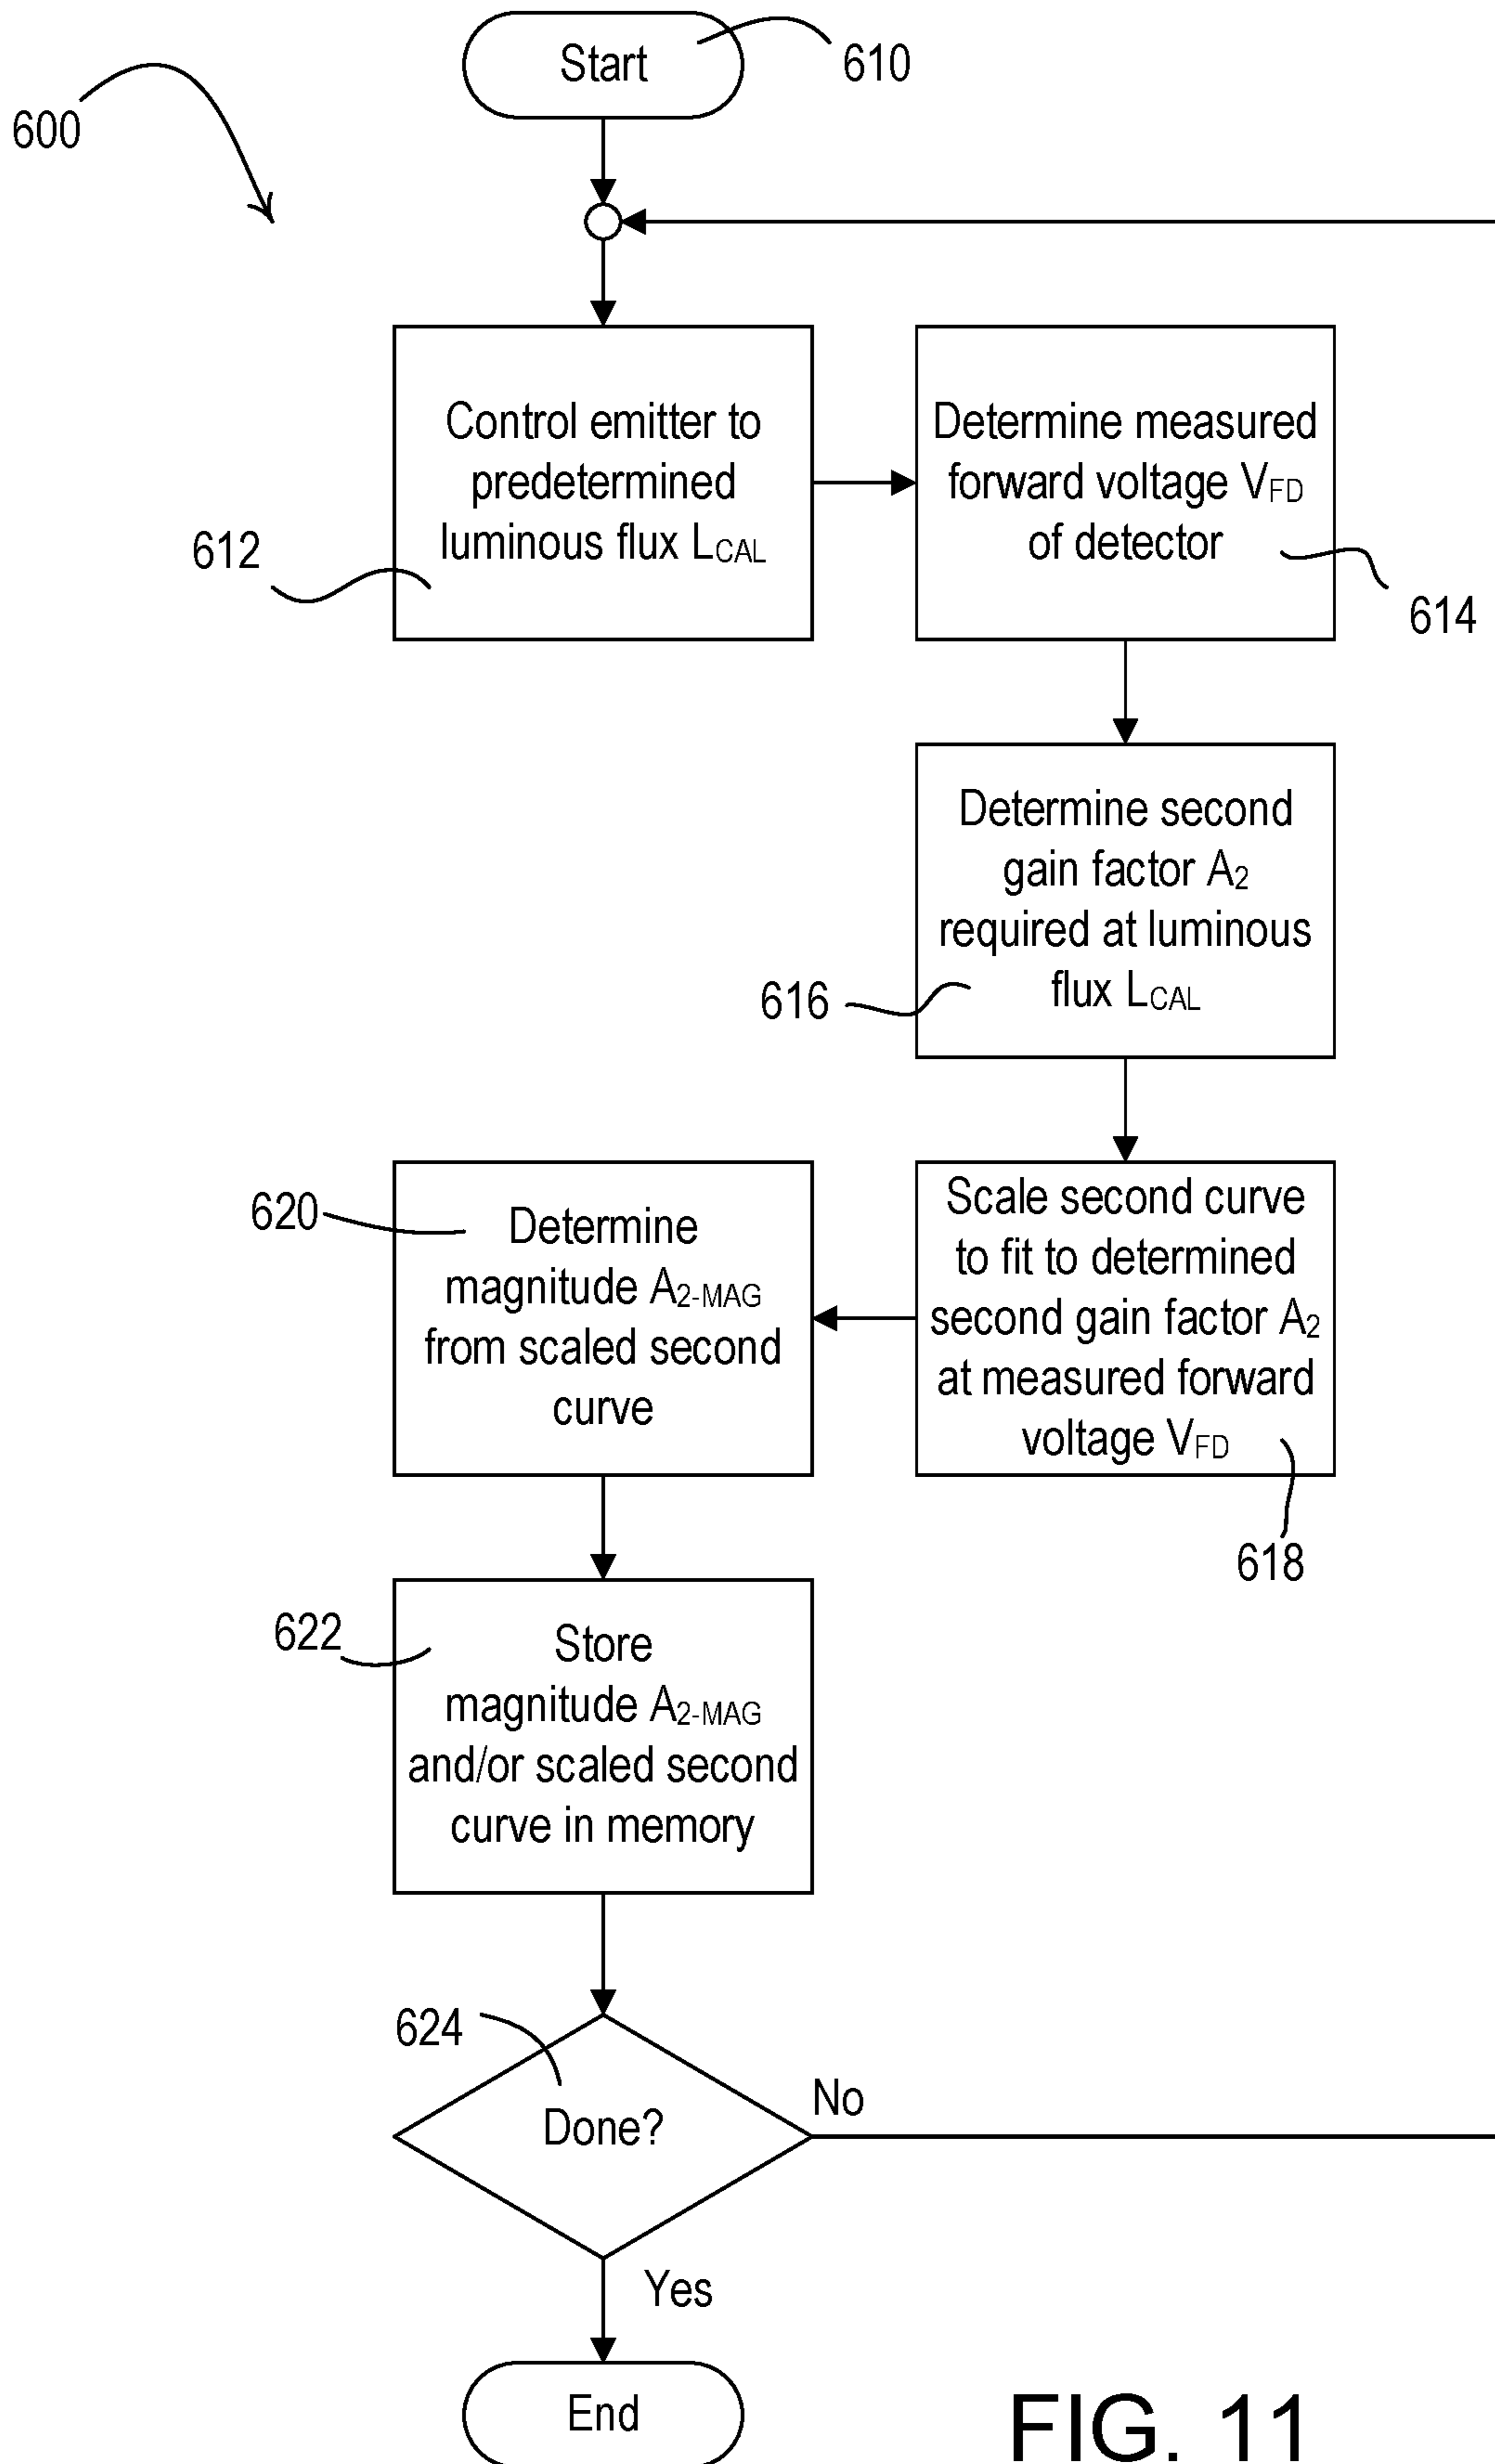 Start
610
600
Control emitter to
predetermined
luminous flux LCAL
612
Determine measured
forward voltage VFD
of detector
614
Determine second
gain factor A2
required at luminous
flux LCAL
616
Scale second curve
to fit to determined
second gain factor A2
at measured forward
voltage VFD
618
620
Determine
magnitude A2-MAG
from scaled second
curve
622
Store
magnitude A2-MAG
and/or scaled second
curve in memory
624
Done?
No
Yes
End
FIG. 11